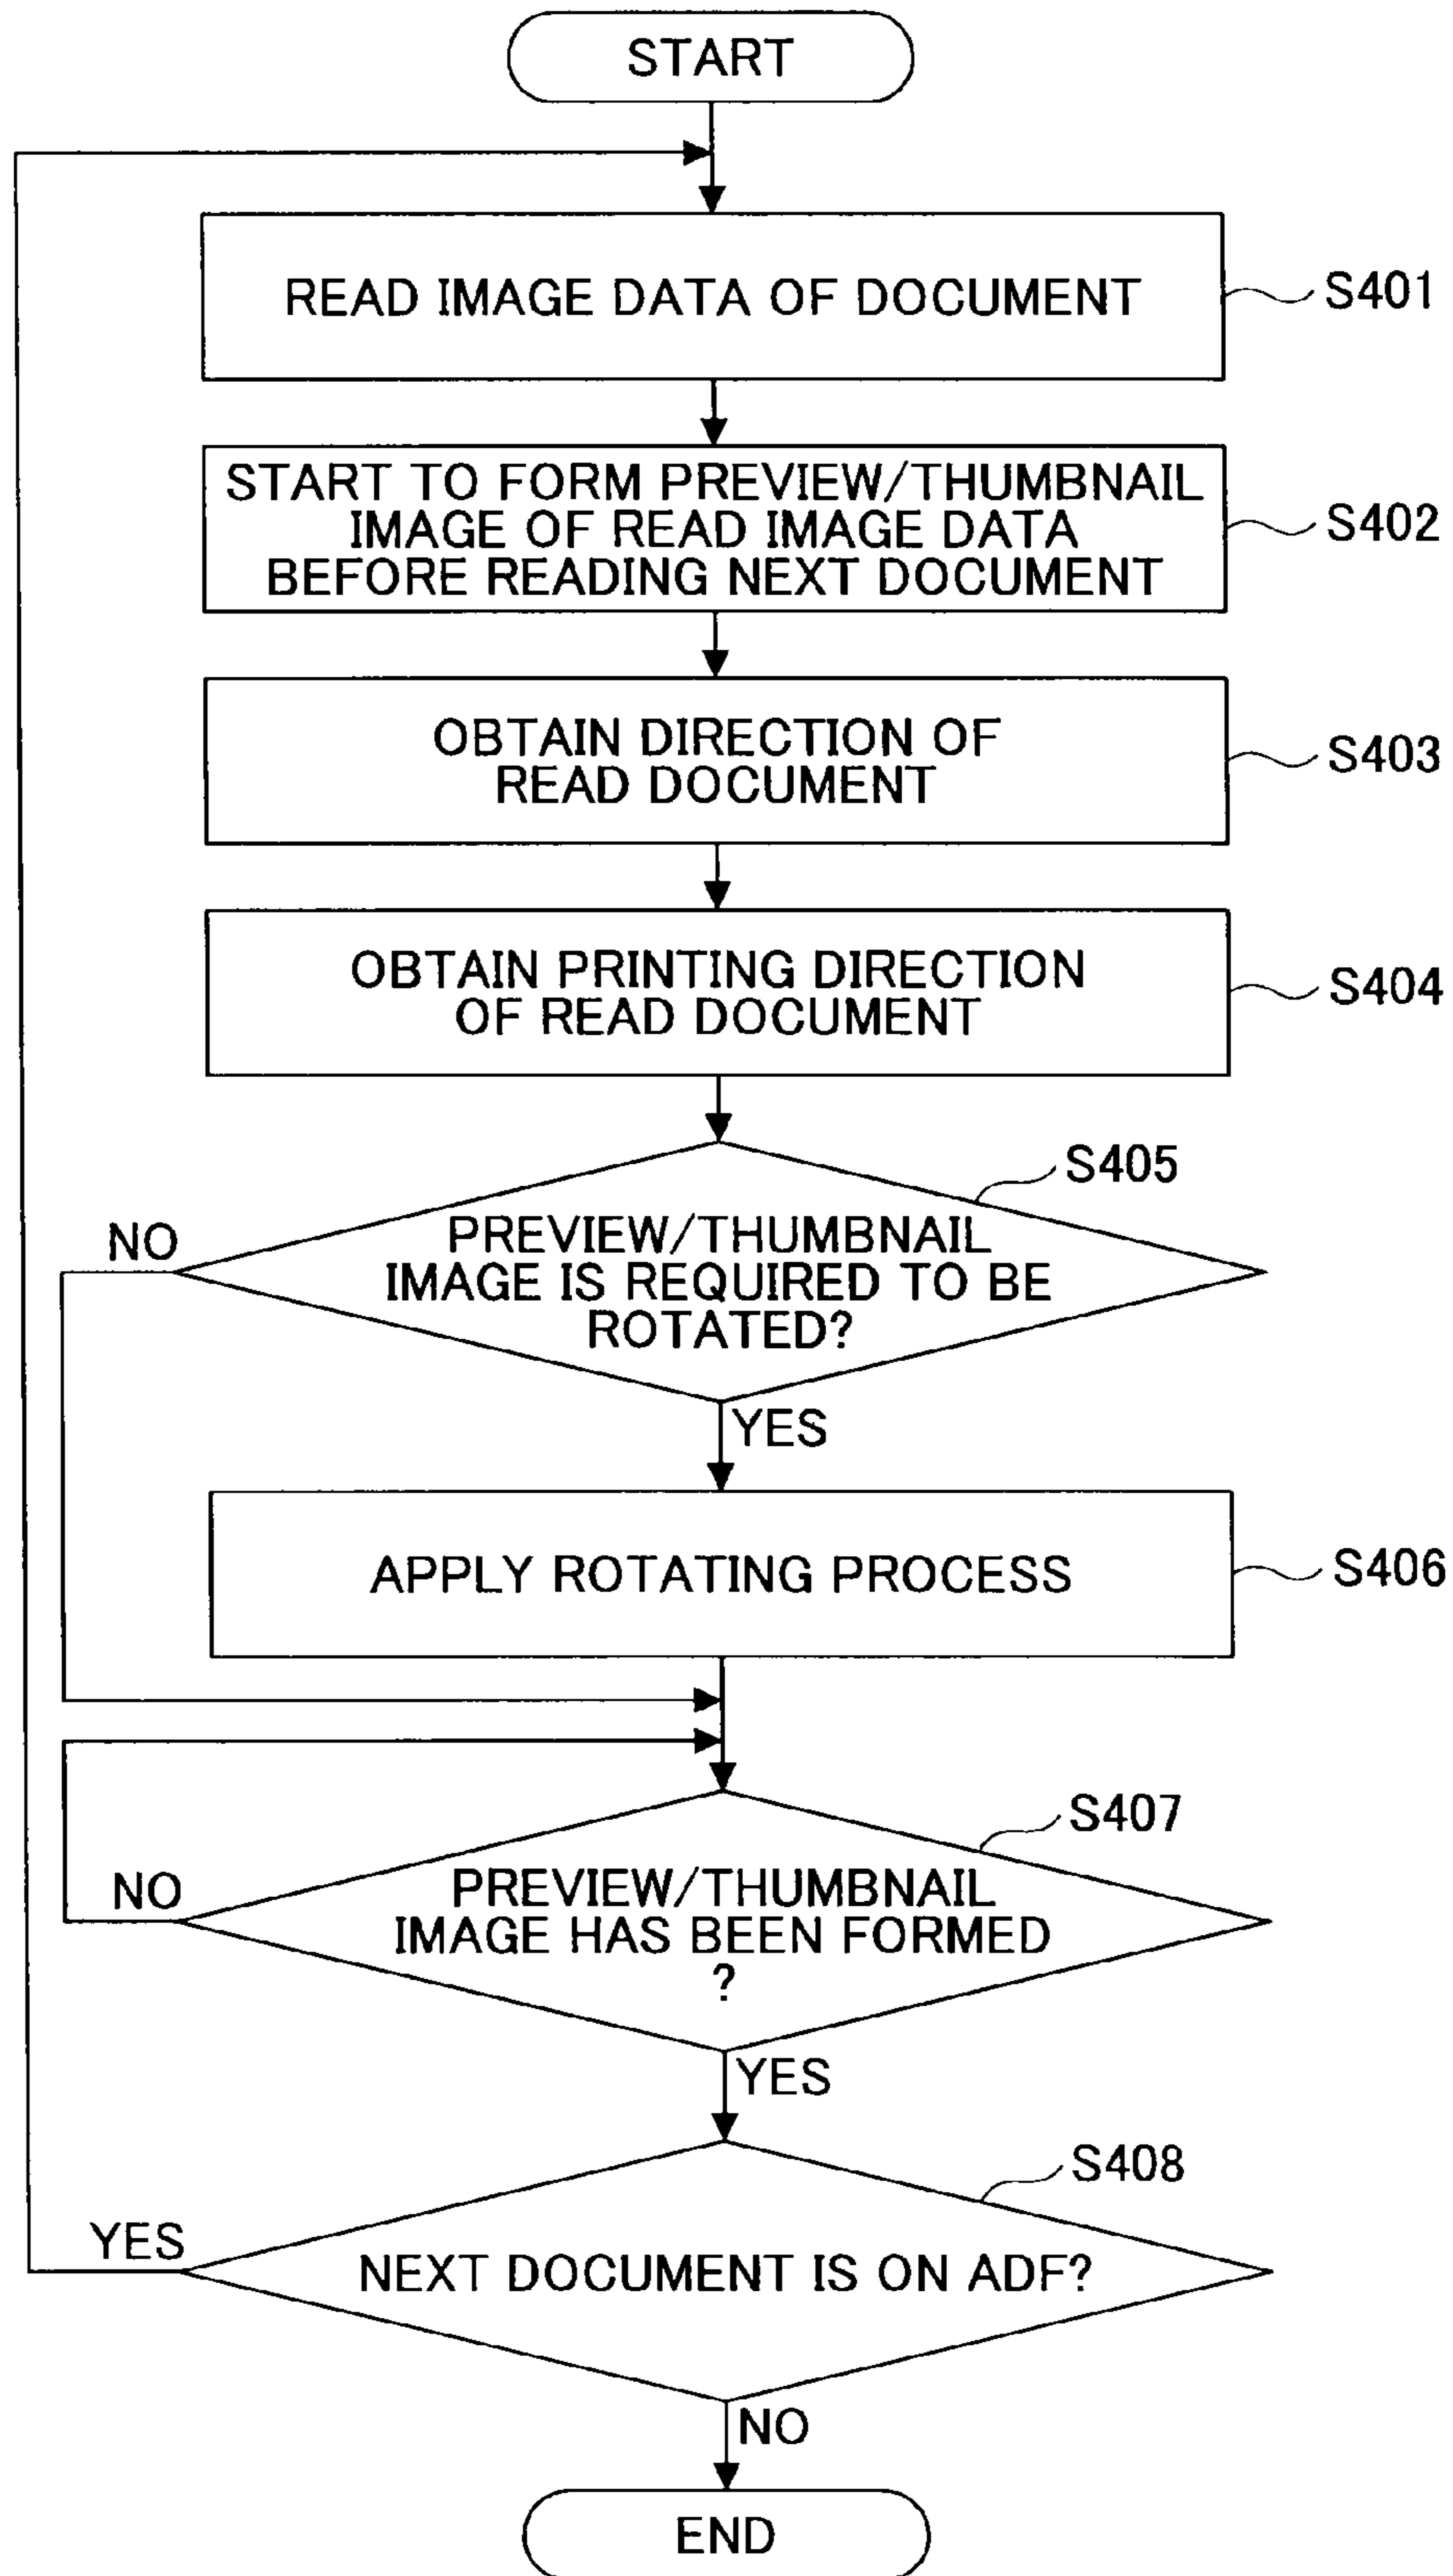 START
READ IMAGE DATA OF DOCUMENT
S401
START TO FORM PREVIEW/THUMBNAIL
IMAGE OF READ IMAGE DATA
BEFORE READING NEXT DOCUMENT
S402
OBTAIN DIRECTION OF
READ DOCUMENT
S403
OBTAIN PRINTING DIRECTION
OF READ DOCUMENT
S404
S405
NO
PREVIEW/THUMBNAIL
IMAGE IS REQUIRED TO BE
ROTATED?
YES
APPLY ROTATING PROCESS
S406
S407
NO
PREVIEW/THUMBNAIL
IMAGE HAS BEEN FORMED
?
YES
S408
YES
NEXT DOCUMENT IS ON ADF?
NO
END